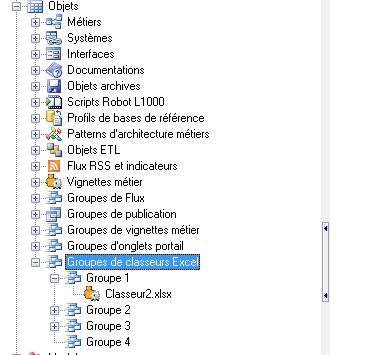 Objets
Métiers
Systèmes
Interfaces
Documentations
Objets archives
Scripts Robot L1000
Profils de bases de référence
Patterns d'architecture métiers
Objets ETL
Flux RSS et indicateurs
Vignettes métier
Groupes de Flux
Groupes de publication
Groupes de vignettes métier
Groupes d'onglets portail
Groupes de classeurs Excel
Groupe 1
Classeur2.xlsx
Groupe 2
Groupe 3
Groupe 4